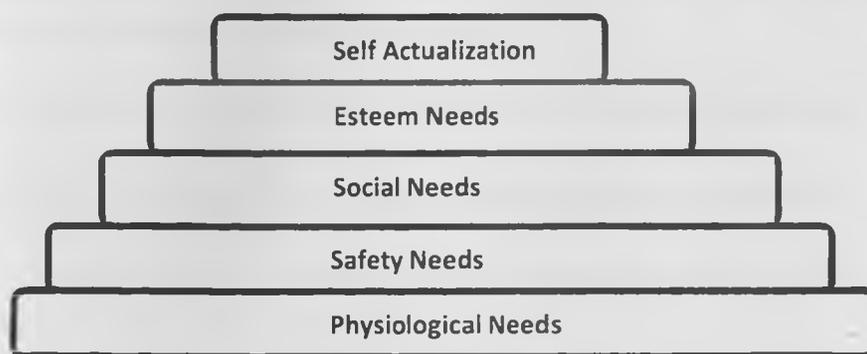 Self Actualization
Esteem Needs
Social Needs
Safety Needs
Physiological Needs